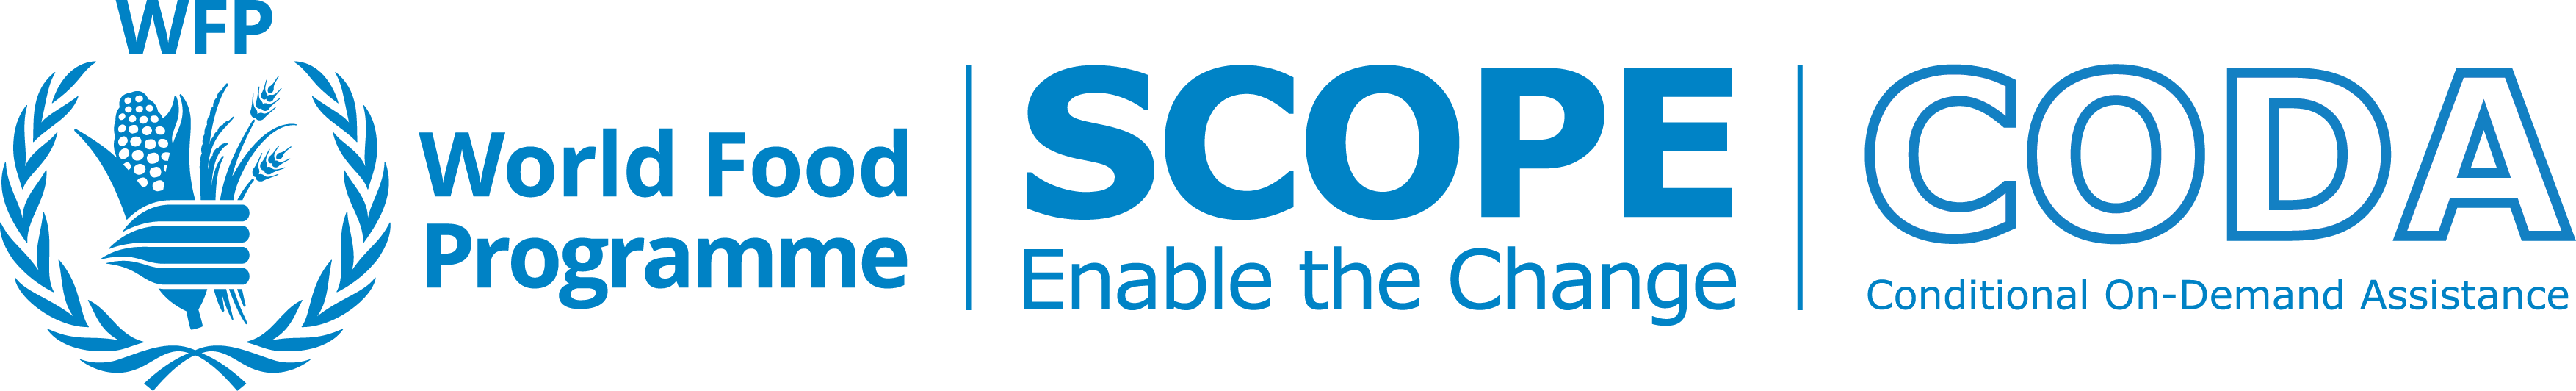 WFP
World Food
Programme
SCOPE
Enable the Change
CODA
Conditional On-Demand Assistance